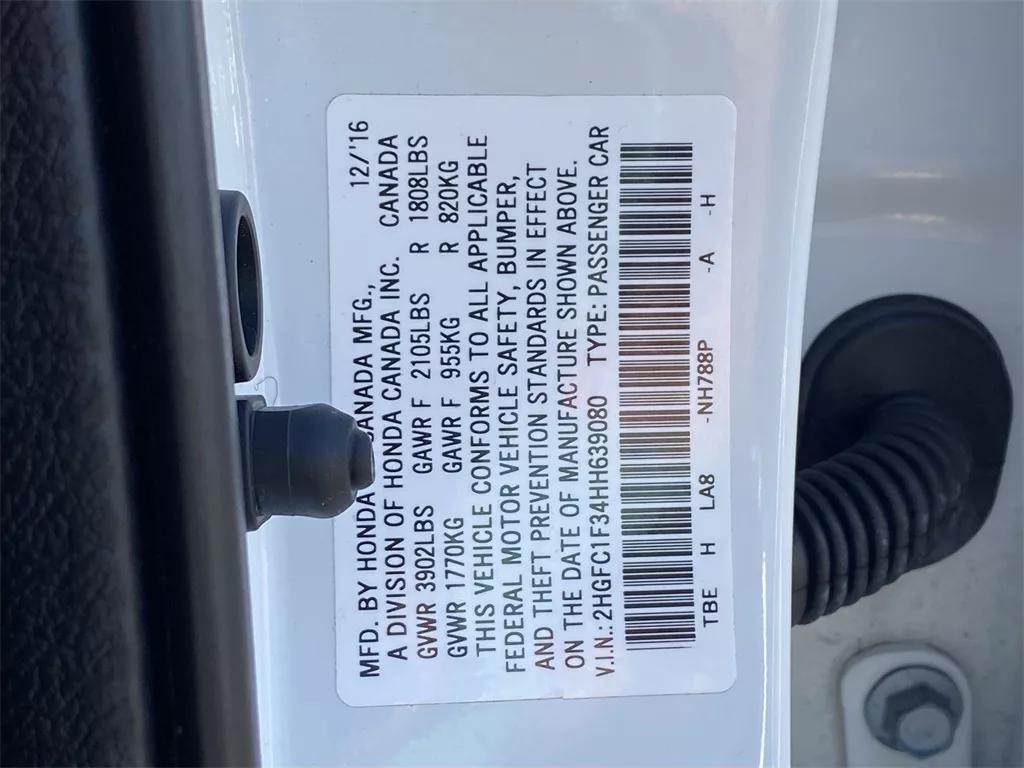 MFD. BY HONDA CANADA MFG., 12/'16
A DIVISION OF HONDA CANADA INC. CANADA
GVWR 3902LBS GAWR F 2105LBS R 1808LBS
GVWR 1770KG GAWR F 955KG R 820KG
THIS VEHICLE CONFORMS TO ALL APPLICABLE
FEDERAL MOTOR VEHICLE SAFETY, BUMPER,
AND THEFT PREVENTION STANDARDS IN EFFECT
ON THE DATE OF MANUFACTURE SHOWN ABOVE.
V.I.N.: 2HGFC1F34HH639080 TYPE: PASSENGER CAR
TBE H LA8 -NH788P -A -H